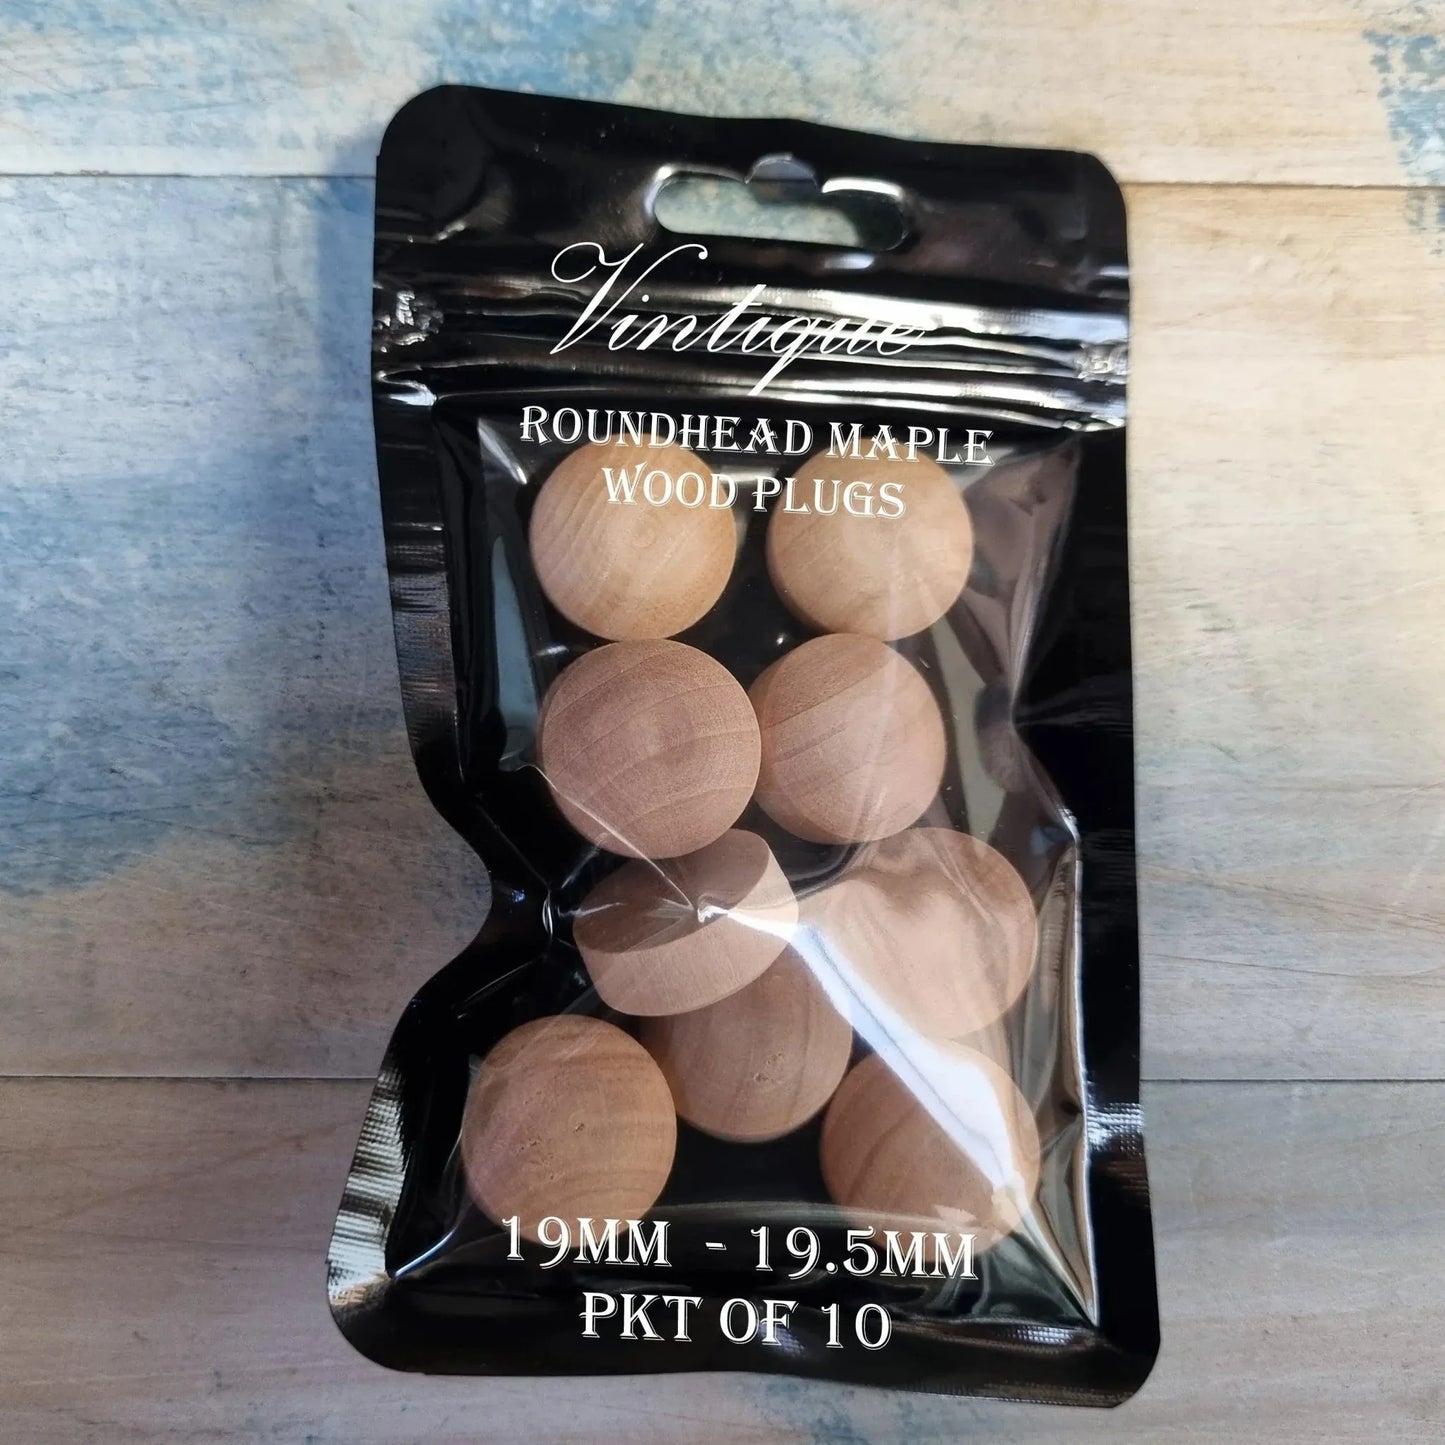 Vintique
ROUNDHEAD MAPLE
WOOD PLUGS
19MM - 19.5MM
PKT OF 10